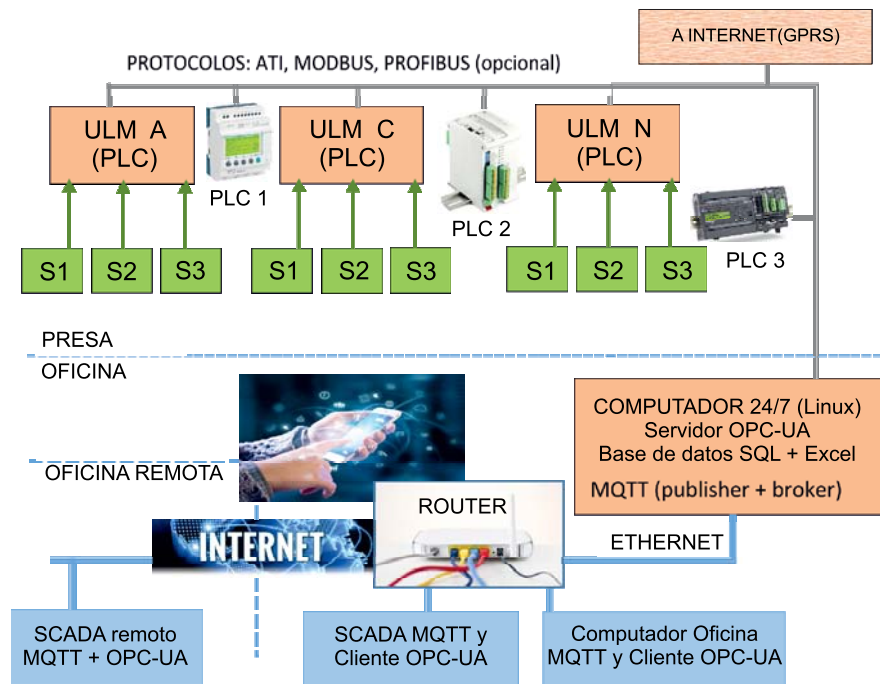 A INTERNET(GPRS)
PROTOCOLOS: ATI, MODBUS, PROFIBUS (opcional)
ULM A
(PLC)
PLC 1
ULM C
(PLC)
PLC 2
ULM N
(PLC)
PLC 3
S1
S2
S3
S1
S2
S3
S1
S2
S3
PRESA
OFICINA
COMPUTADOR 24/7 (Linux)
Servidor OPC-UA
Base de datos SQL + Excel
MQTT (publisher + broker)
OFICINA REMOTA
ROUTER
INTERNET
ETHERNET
SCADA remoto
MQTT + OPC-UA
SCADA MQTT y
Cliente OPC-UA
Computador Oficina
MQTT y Cliente OPC-UA